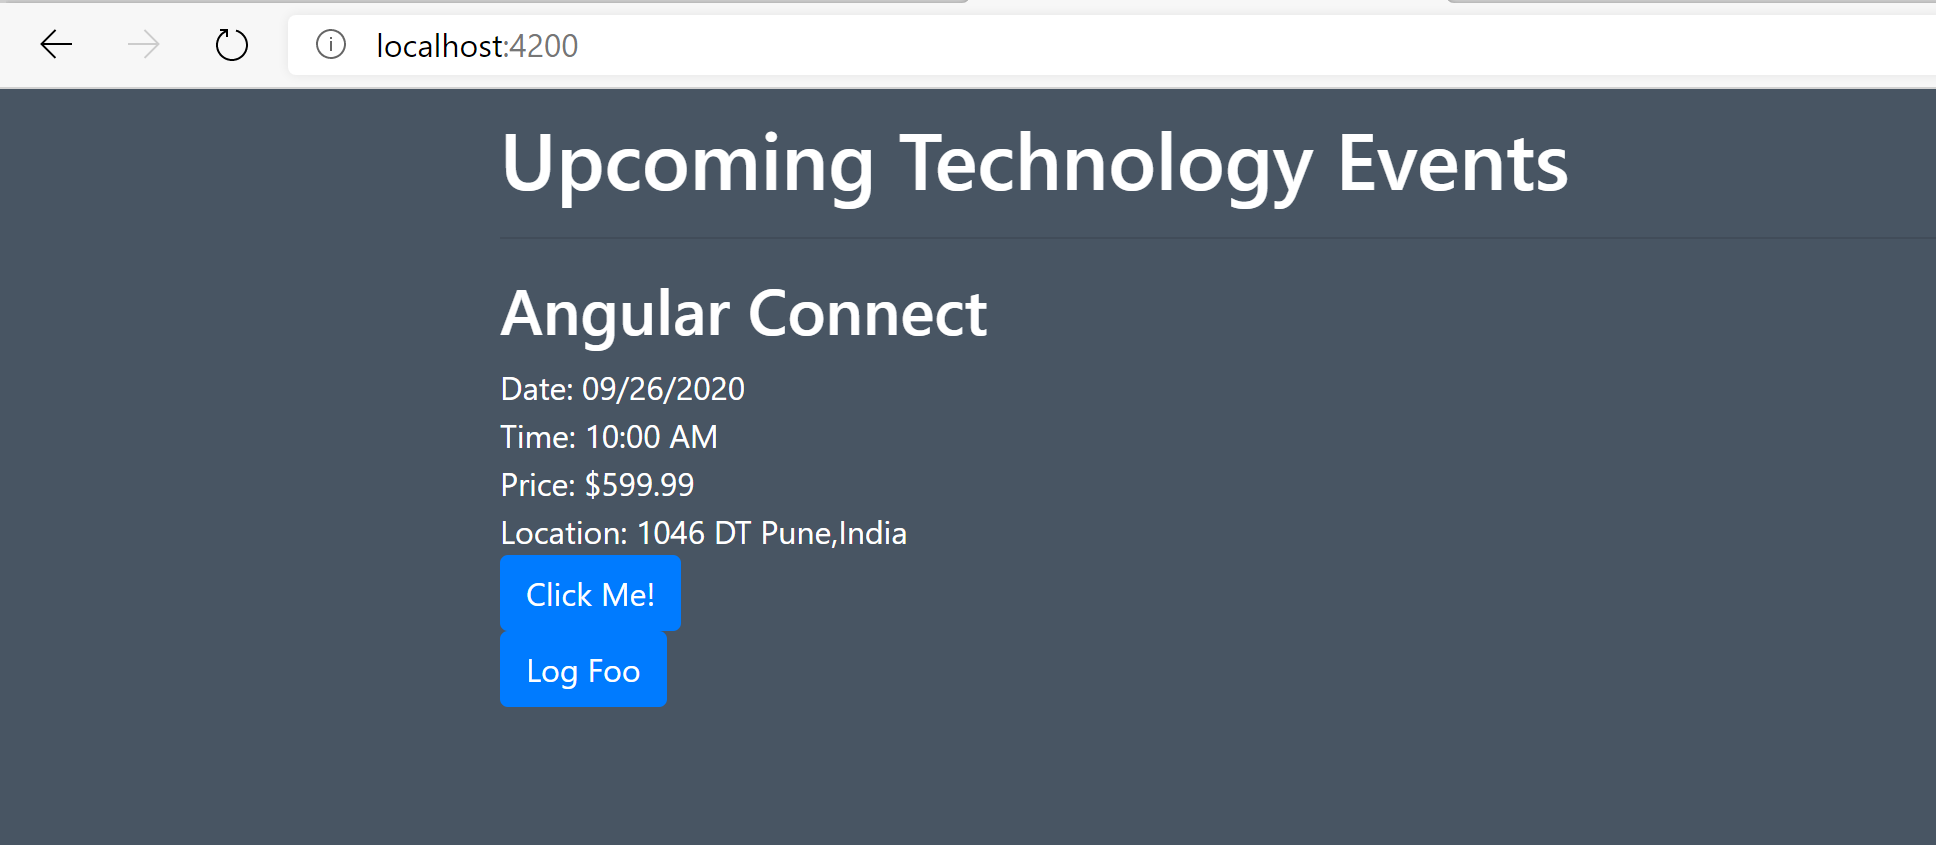 localhost:4200
Upcoming Technology Events
Angular Connect
Date: 09/26/2020
Time: 10:00 AM
Price: $599.99
Location: 1046 DT Pune,India
Click Me!
Log Foo